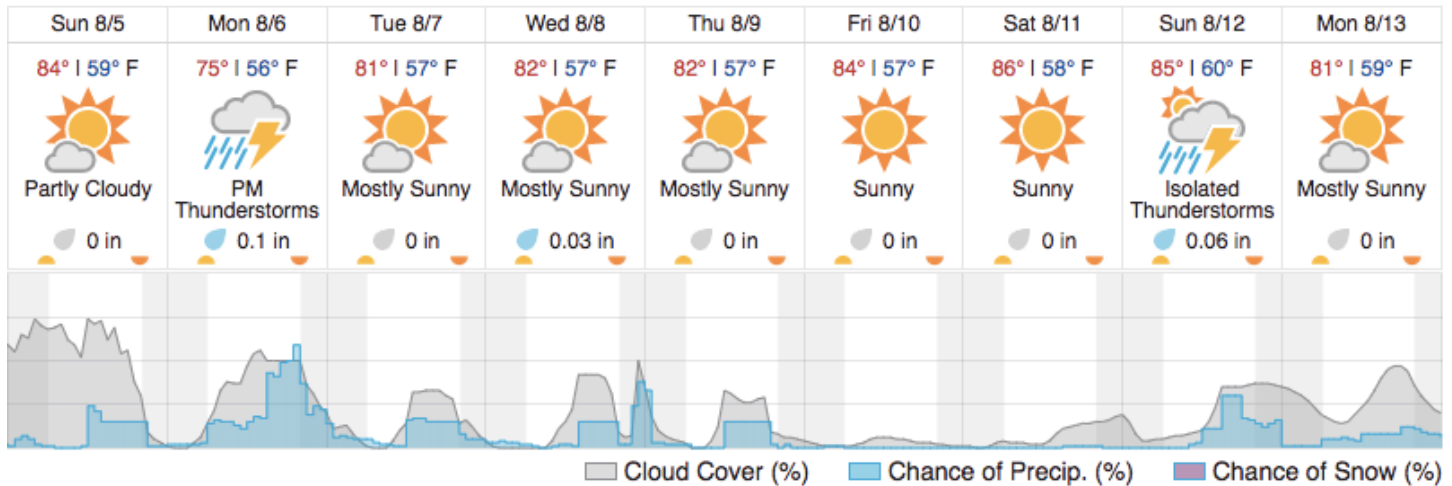 Sun 8/5 Mon 8/6 Tue 8/7 Wed 8/8 Thu 8/9 Fri 8/10 Sat 8/11 Sun 8/12 Mon 8/13
84° | 59° F 75° | 56° F 81° | 57° F 82° | 57° F 82° | 57° F 84° | 57° F 86° | 58° F 85° | 60° F 81° | 59° F
Partly Cloudy PM Mostly Sunny Mostly Sunny Mostly Sunny Sunny Sunny Isolated Mostly Sunny
Thunderstorms Thunderstorms
0 in 0.1 in 0 in 0.03 in 0 in 0 in 0 in 0.06 in 0 in
Cloud Cover (%) Chance of Precip. (%) Chance of Snow (%)